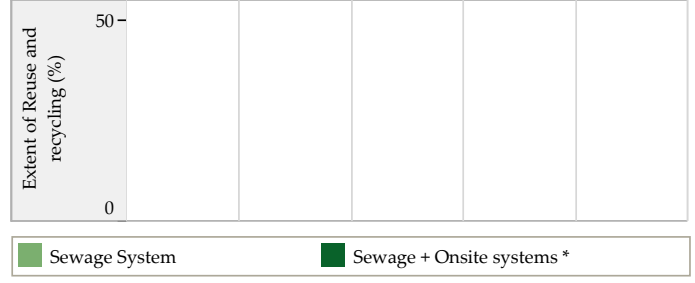 Extent of Reuse and
recycling (%)
50
0
Sewage System
Sewage + Onsite systems *